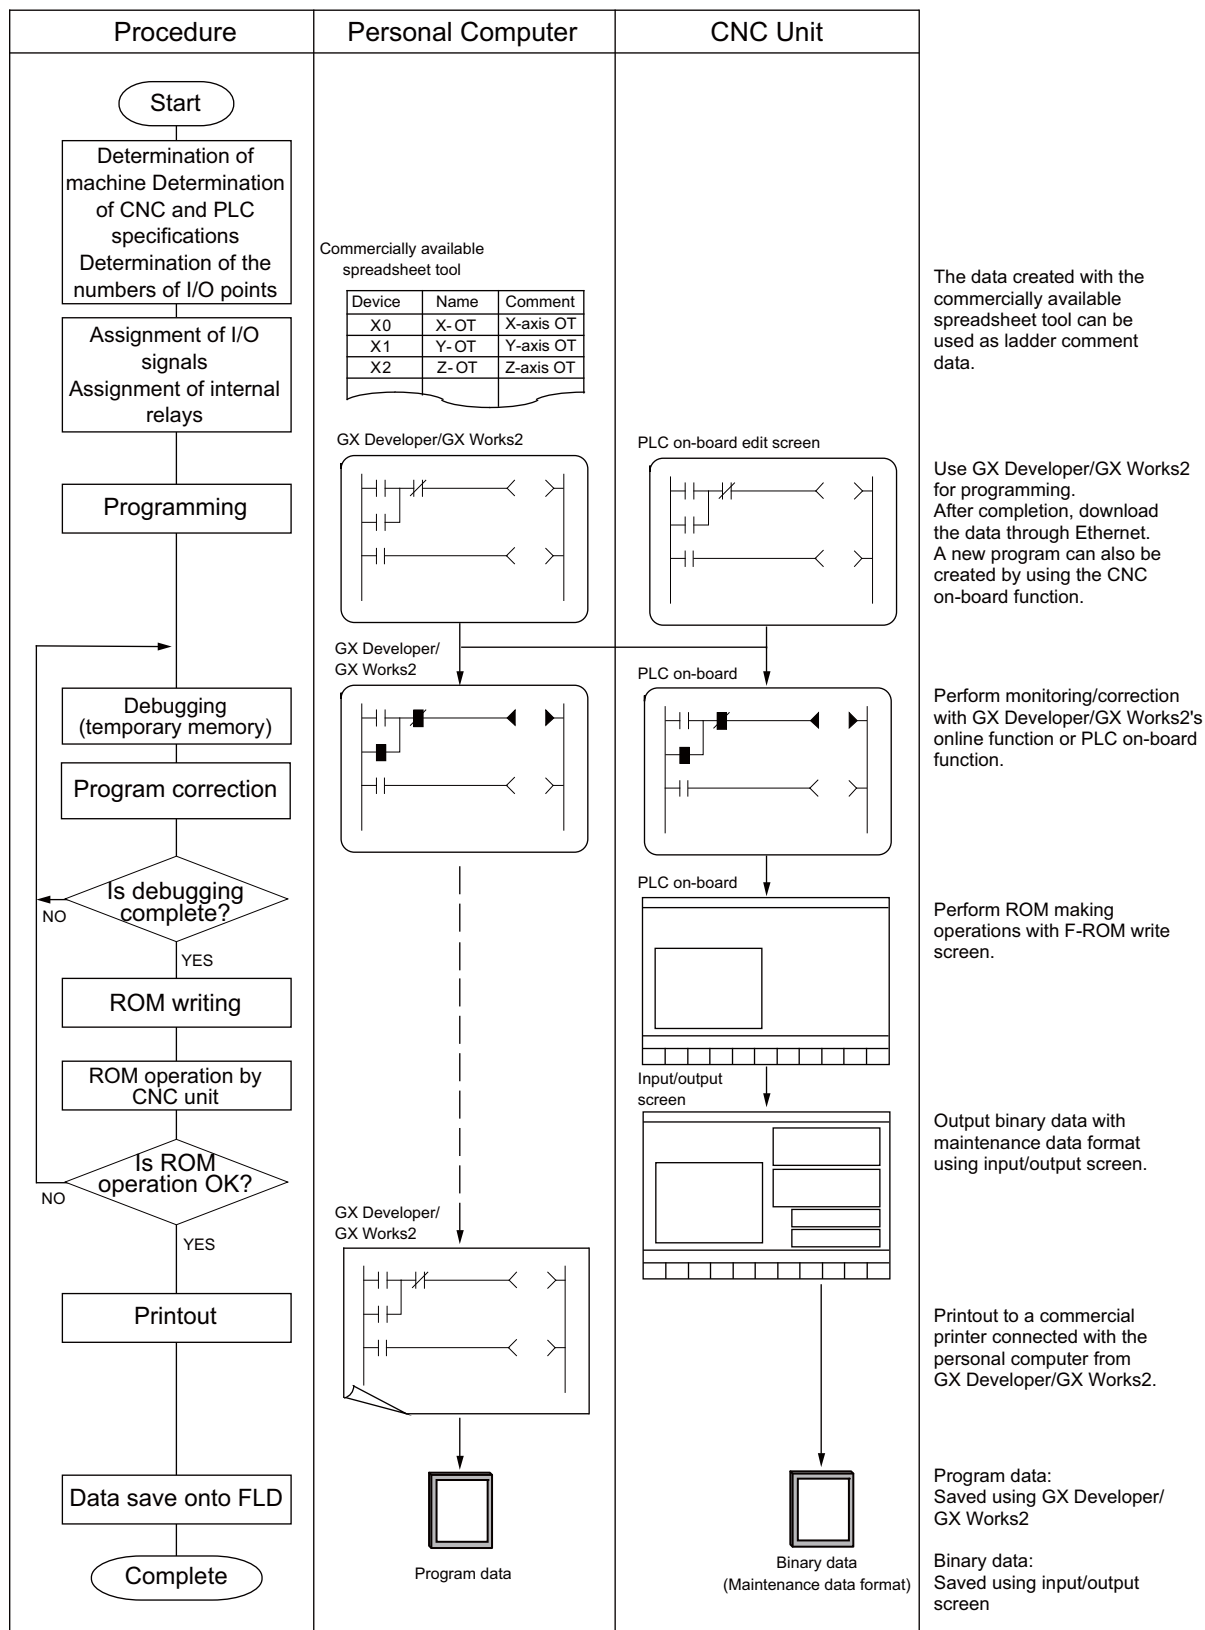 Procedure
Personal Computer
CNC Unit
Start
Determination of
machine Determination
of CNC and PLC
specifications
Determination of the
numbers of I/O points
Commercially available
spreadsheet tool
Device Name Comment
X0 X-OT X-axis OT
X1 Y-OT Y-axis OT
X2 Z-OT Z-axis OT
The data created with the
commercially available
spreadsheet tool can be
used as ladder comment
data.
Assignment of I/O
signals
Assignment of internal
relays
GX Developer/GX Works2
PLC on-board edit screen
Programming
Use GX Developer/GX Works2
for programming.
After completion, download
the data through Ethernet.
A new program can also be
created by using the CNC
on-board function.
GX Developer/
GX Works2
PLC on-board
Debugging
(temporary memory)
Perform monitoring/correction
with GX Developer/GX Works2's
online function or PLC on-board
function.
Program correction
Is debugging
complete?
NO
YES
PLC on-board
Perform ROM making
operations with F-ROM write
screen.
ROM writing
ROM operation by
CNC unit
Input/output
screen
Output binary data with
maintenance data format
using input/output screen.
Is ROM
operation OK?
NO
YES
GX Developer/
GX Works2
Printout
Printout to a commercial
printer connected with the
personal computer from
GX Developer/GX Works2.
Data save onto FLD
Program data
Binary data
(Maintenance data format)
Program data:
Saved using GX Developer/
GX Works2
Binary data:
Saved using input/output
screen
Complete